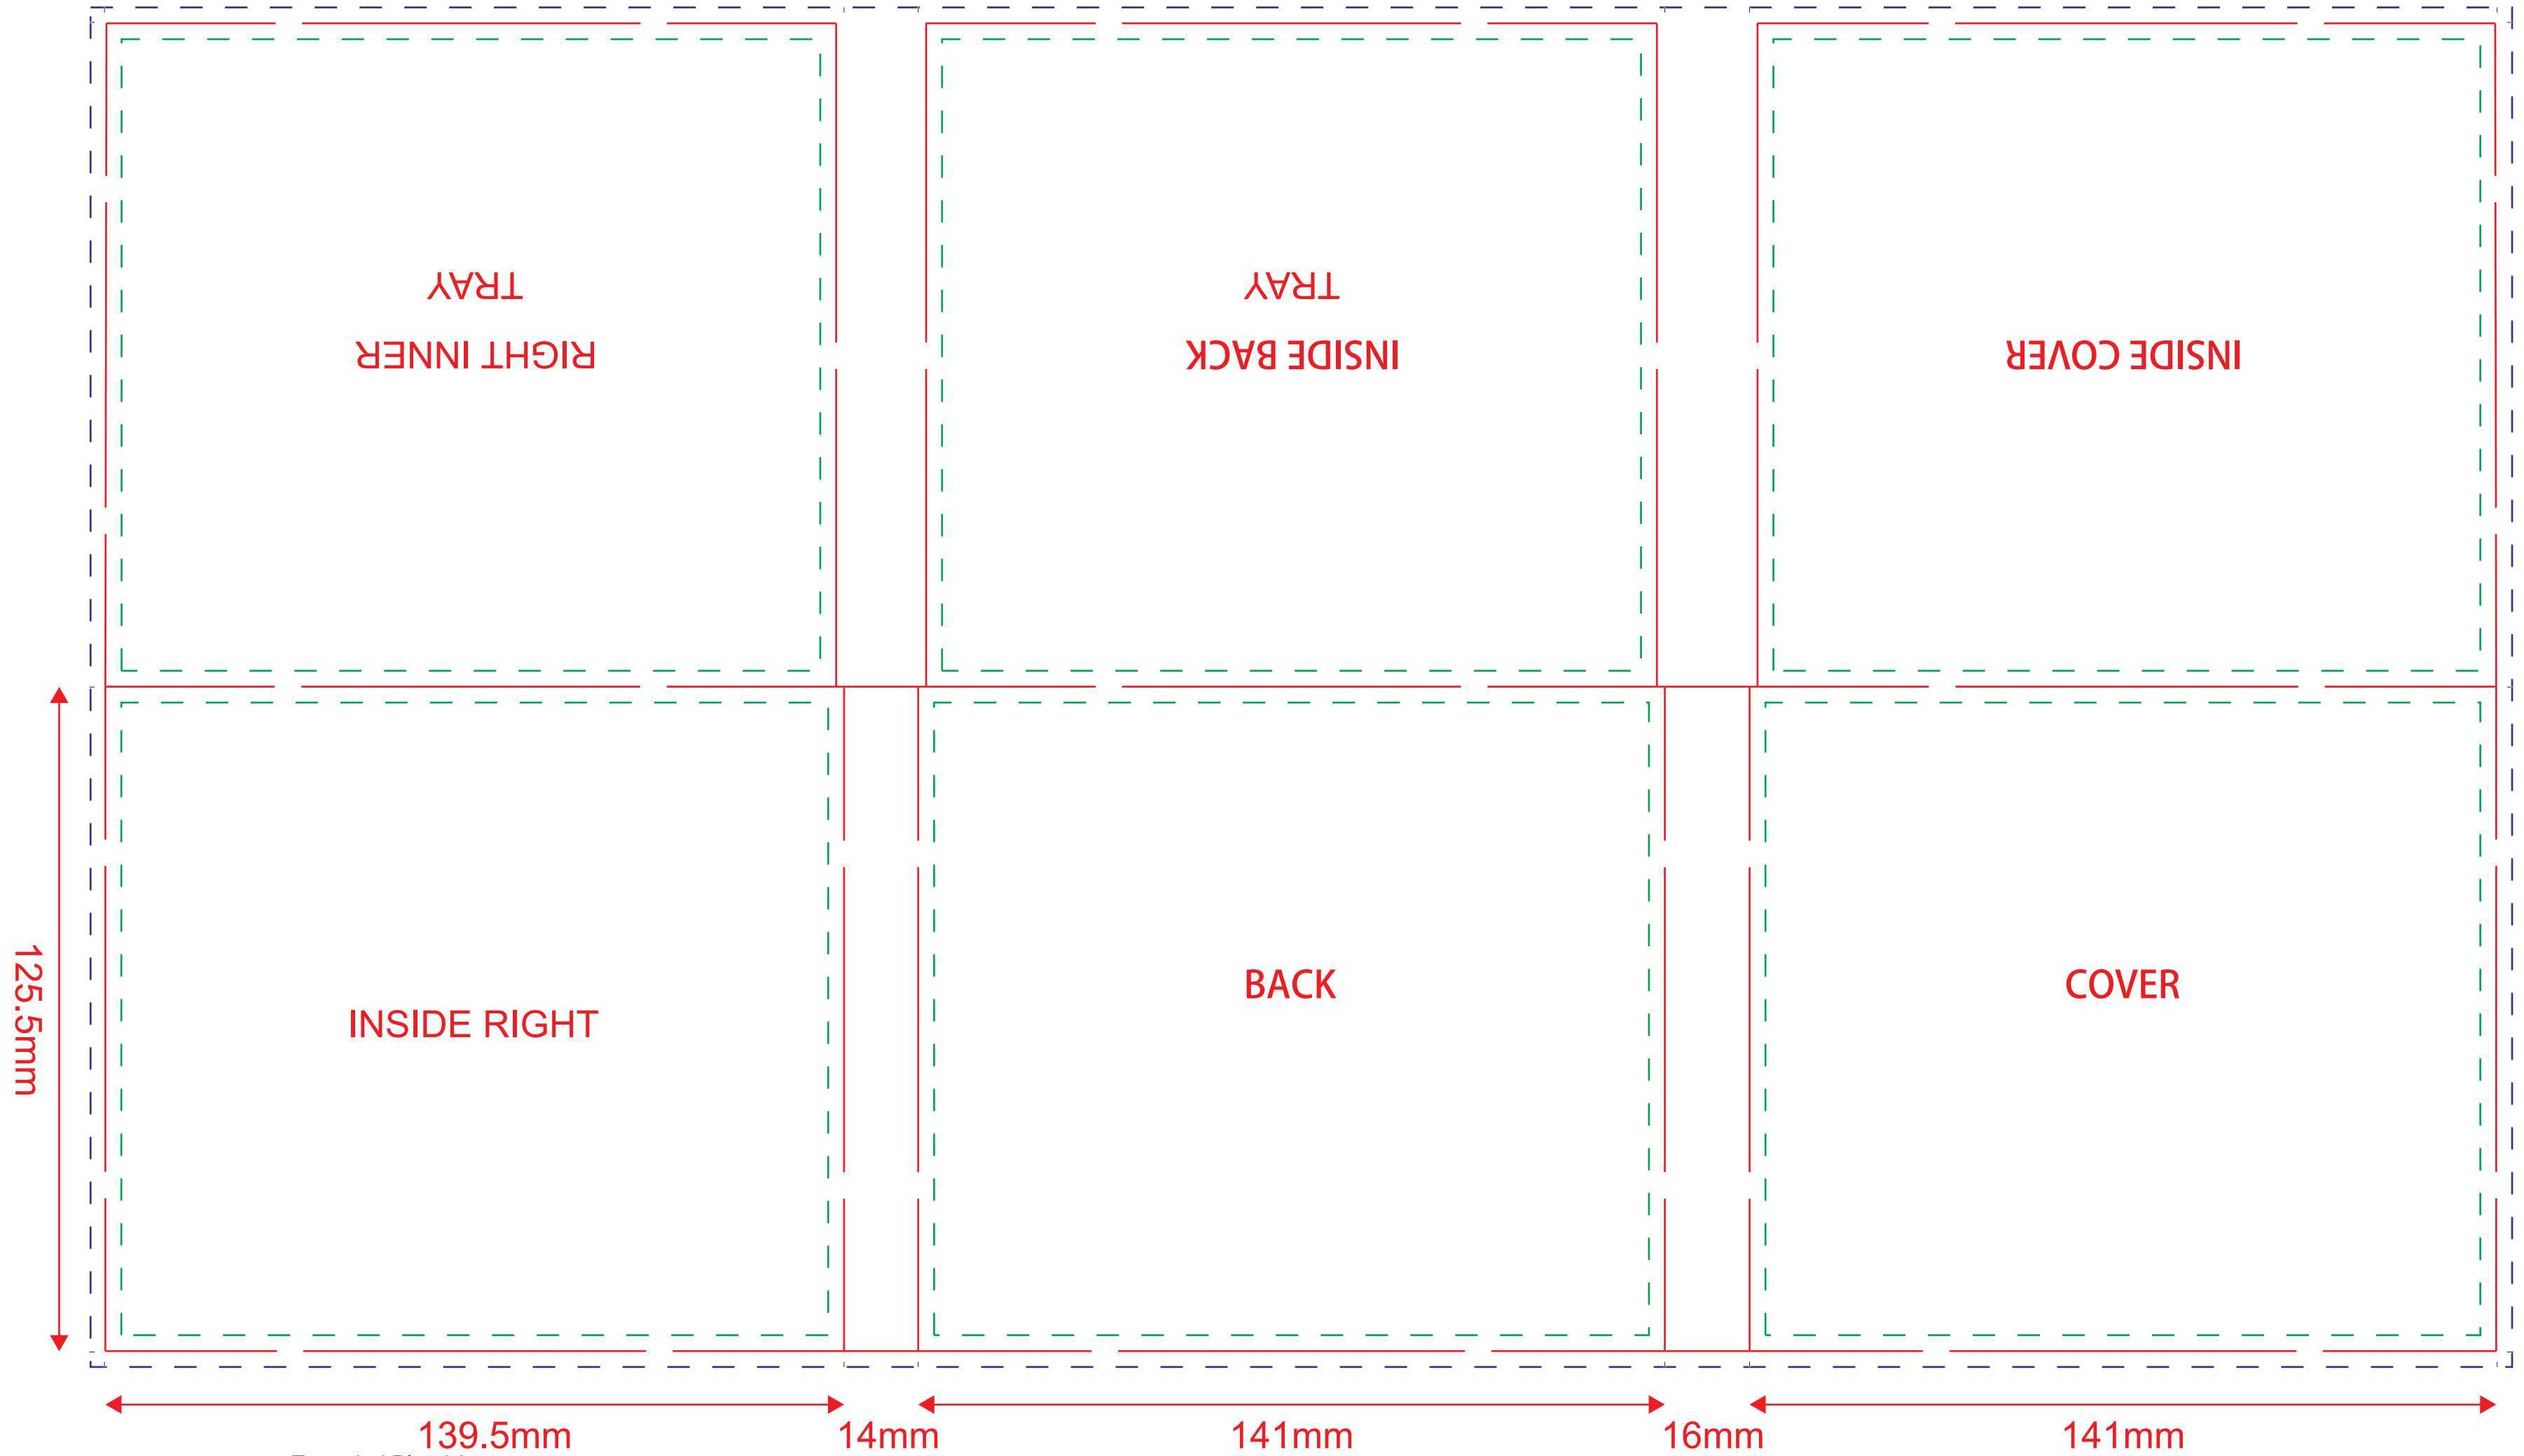 TRAY
RIGHT INNER
TRAY
INSIDE BACK
INSIDE COVER
125.5mm
INSIDE RIGHT
BACK
COVER
139.5mm
14mm
141mm
16mm
141mm